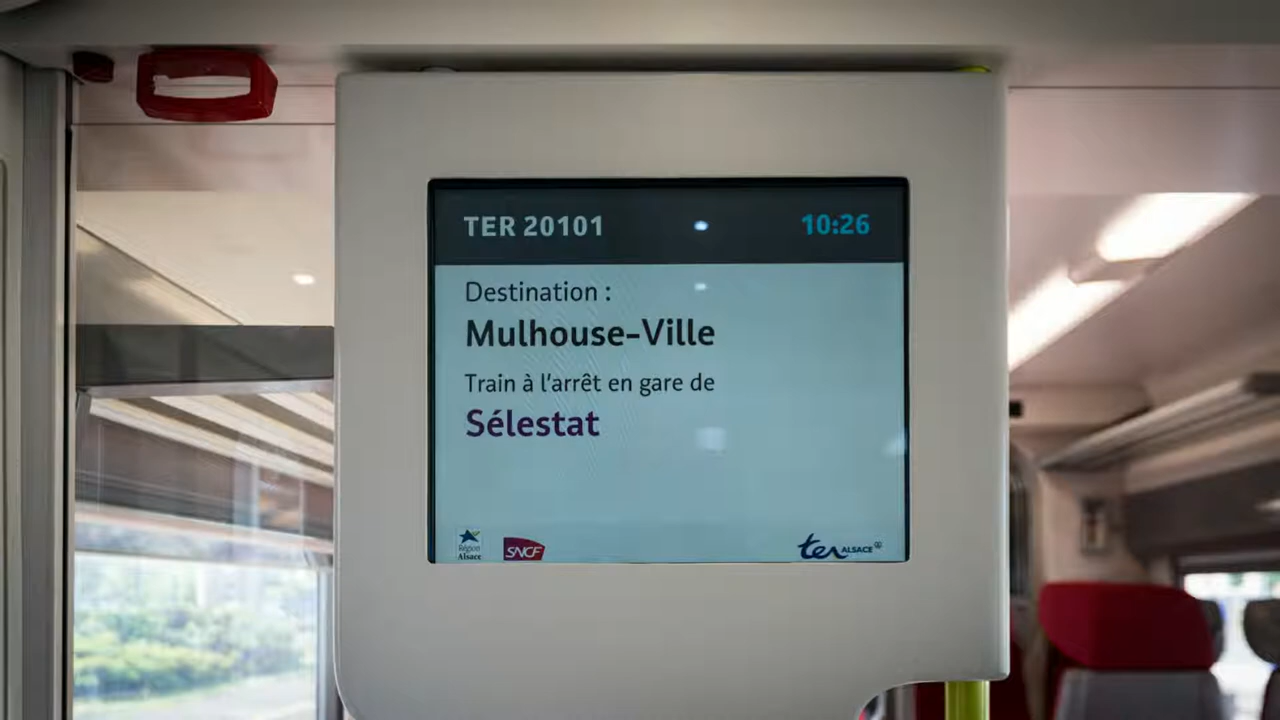 TER 20101 10:26
Destination :
Mulhouse-Ville
Train à l'arrêt en gare de
Sélestat
Région
Alsace
SNCF
ter ALSACE